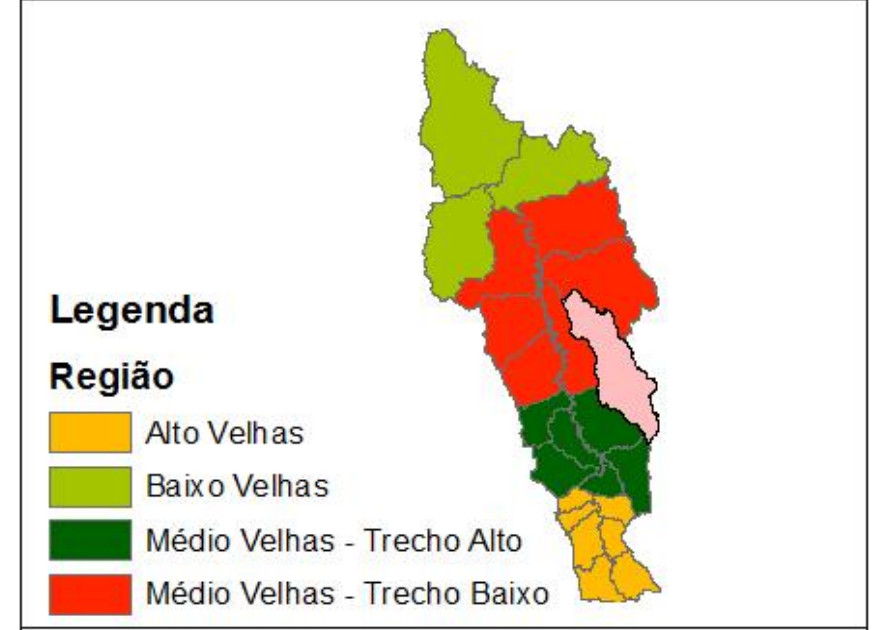 Legenda
Região
Alto Velhas
Baixo Velhas
Médio Velhas - Trecho Alto
Médio Velhas - Trecho Baixo